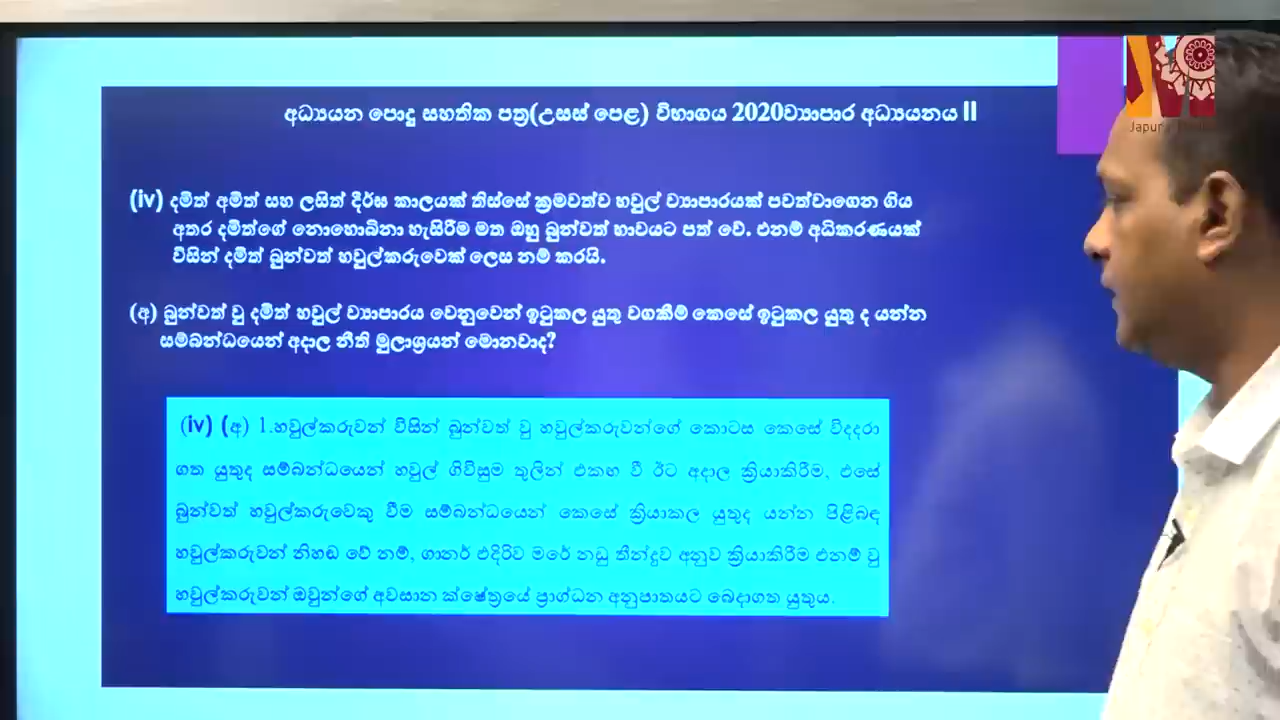 අධ්‍යයන පොදු සහතික පත්‍ර(උසස් පෙළ) විභාගය 2020ව්‍යාපාර අධ්‍යයනය II
(iv) දමිත් අමිත් සහ ලසිත් දීර්ඝ කාලයක් තිස්සේ ක්‍රමවත්ව හවුල් ව්‍යාපාරයක් පවත්වාගෙන ගිය
අතර දමිත්ගේ නොහොබිනා හැසිරීම මත ඔහු බුන්වත් භාවයට පත් වේ. එනම් අධිකරණයක්
විසින් දමිත් බුන්වත් හවුල්කරුවෙක් ලෙස නම් කරයි.
(අ) බුන්වත් වු දමිත් හවුල් ව්‍යාපාරය වෙනුවෙන් ඉටුකල යුතු වගකීම් කෙසේ ඉටුකල යුතු ද යන්න
සම්බන්ධයෙන් අදාල නීති මුලාශ්‍රයන් මොනවාද?
(iv) (අ) 1.හවුල්කරුවන් විසින් බුන්වත් වු හවුල්කරුවන්ගේ කොටස කෙසේ විදදරා
ගත යුතුද සම්බන්ධයෙන් හවුල් ගිවිසුම තුලින් එකඟ වී ඊට අදාල ක්‍රියාකිරීම, එසේ
බුන්වත් හවුල්කරුවෙකු වීම සම්බන්ධයෙන් කෙසේ ක්‍රියාකල යුතුද යන්න පිළිබඳ
හවුල්කරුවන් නිහඬ වේ නම්, ගානර් එදිරිව මරේ නඩු තීන්දුව අනුව ක්‍රියාකිරීම එනම් වු
හවුල්කරුවන් ඔවුන්ගේ අවසාන ක්ෂේත්‍රයේ ප්‍රාග්ධන අනුපාතයට බෙදාගත යුතුය.